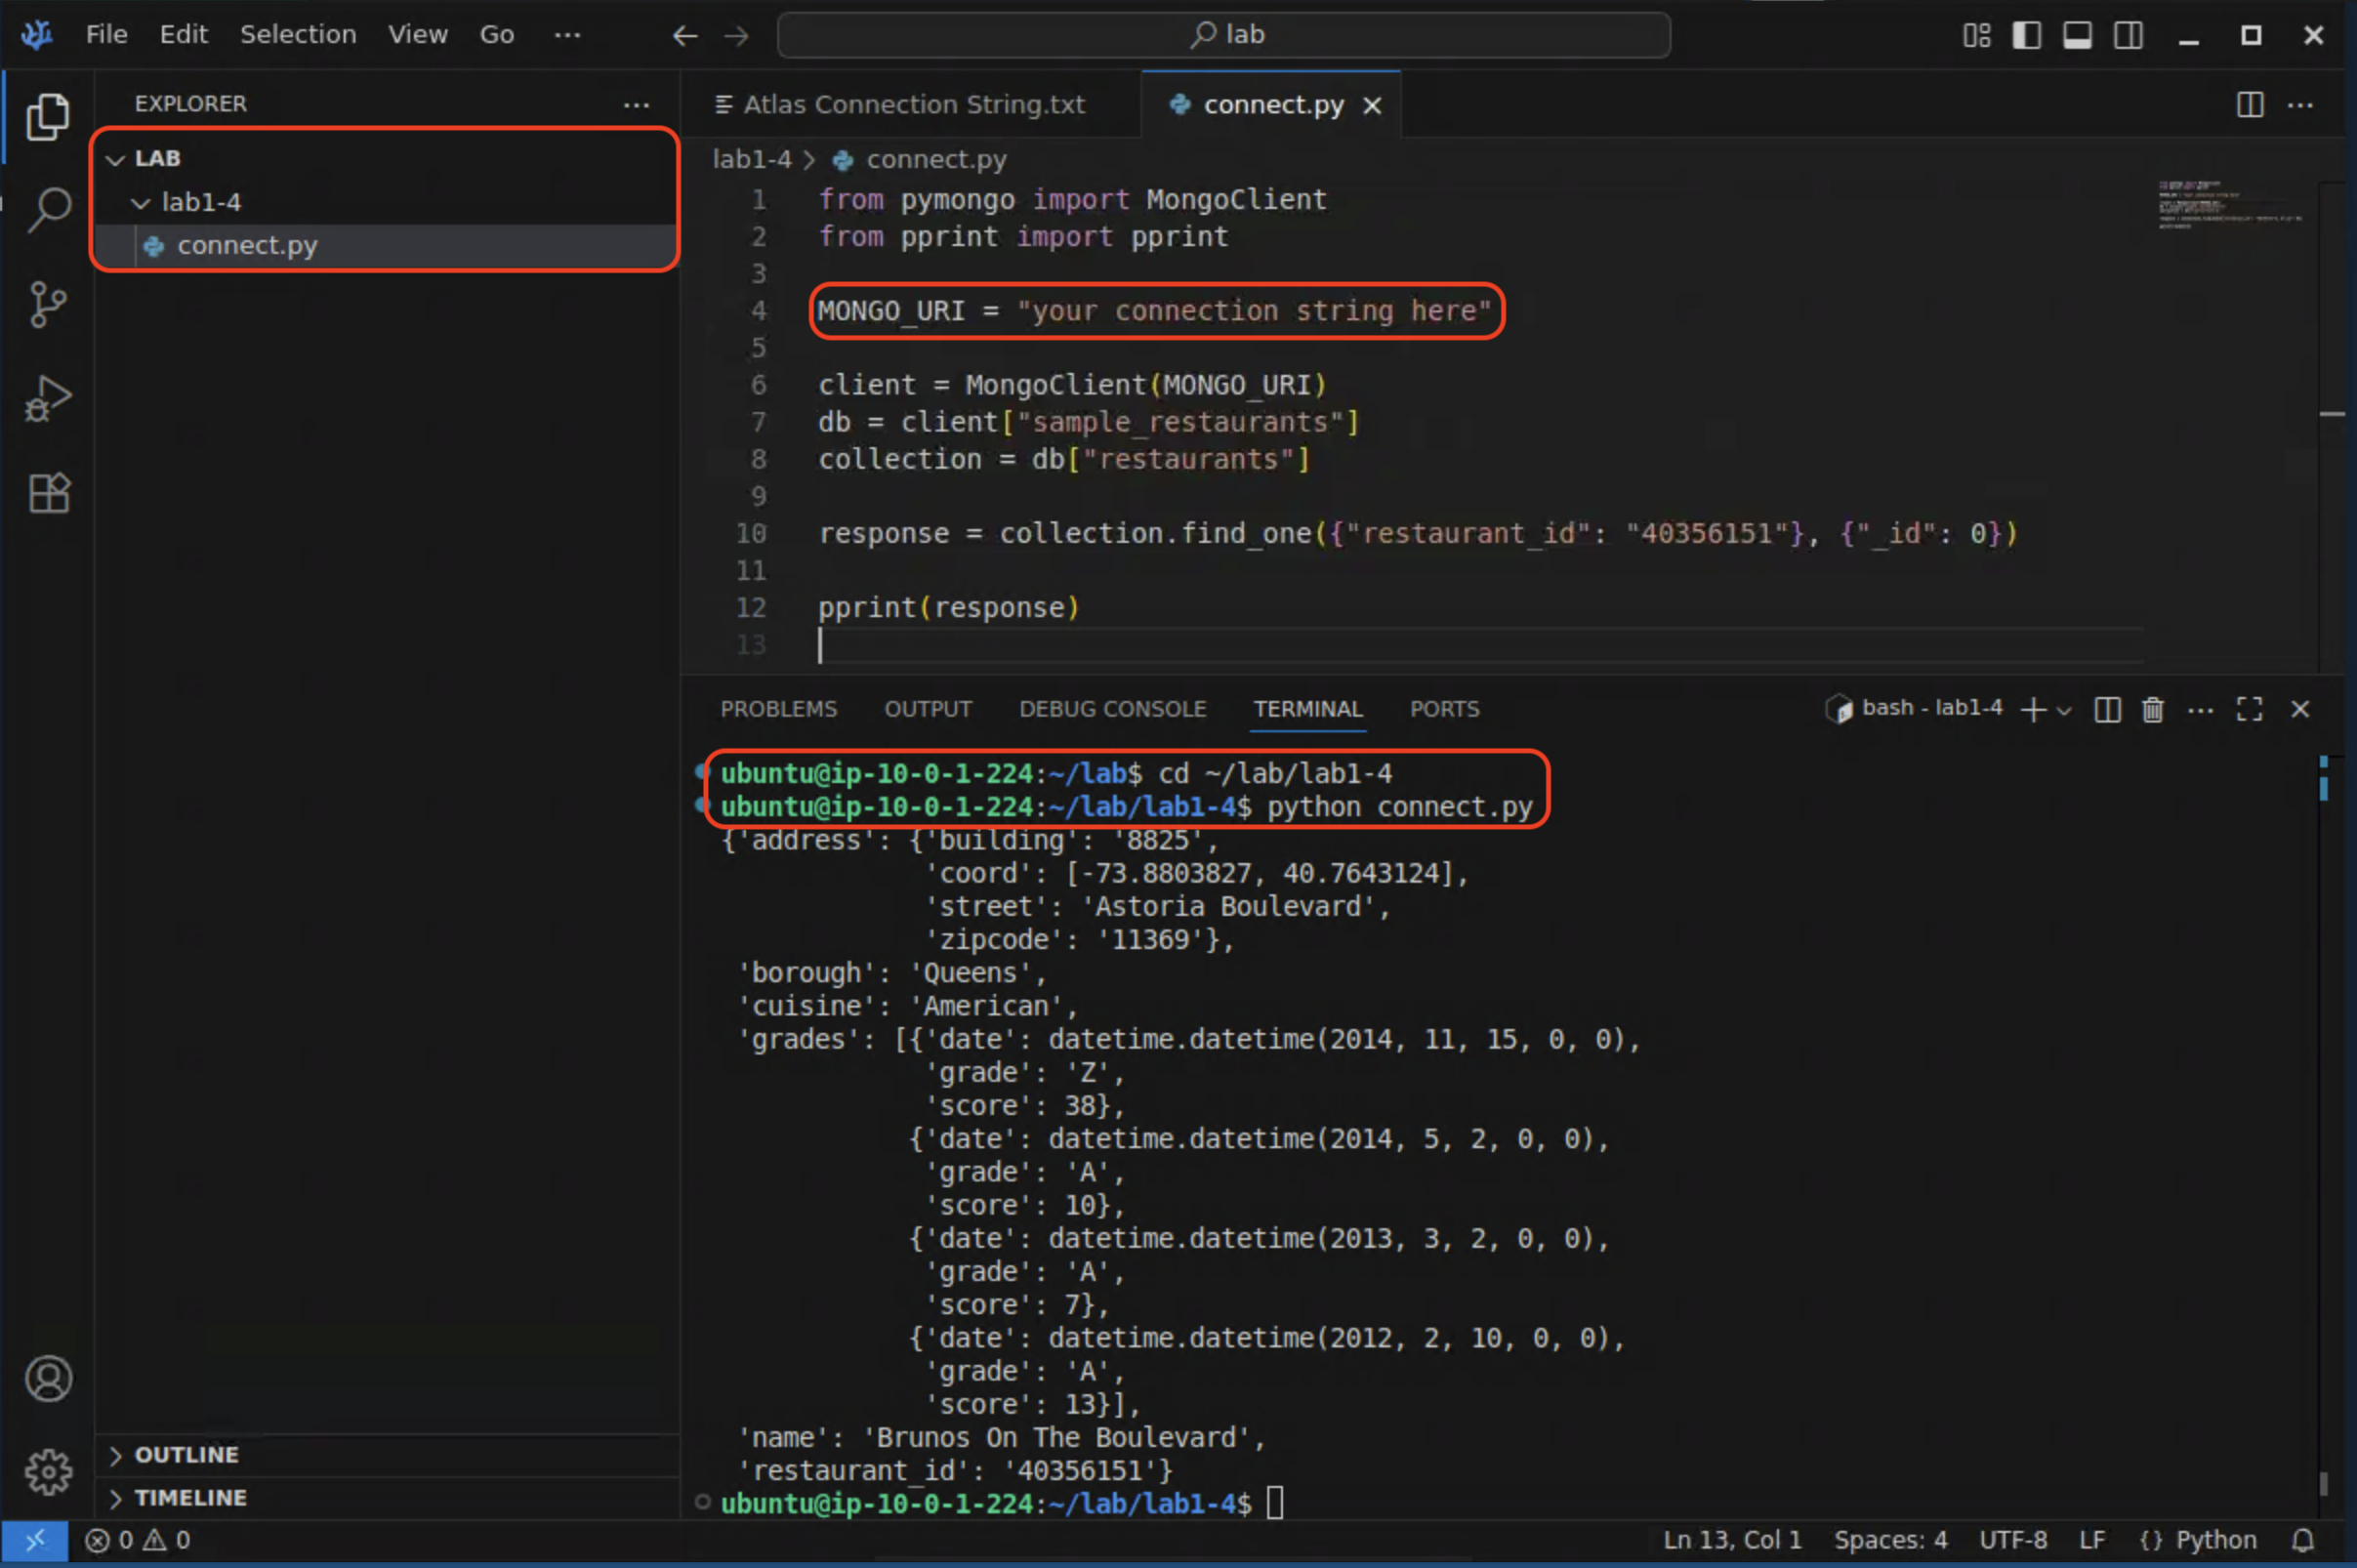 File Edit Selection View Go ···
lab
EXPLORER ···
LAB
lab1-4
connect.py
OUTLINE
TIMELINE
Atlas Connection String.txt
connect.py
lab1-4 > connect.py
1 from pymongo import MongoClient
2 from pprint import pprint
3
4 MONGO_URI = "your connection string here"
5
6 client = MongoClient(MONGO_URI)
7 db = client["sample_restaurants"]
8 collection = db["restaurants"]
9
10 response = collection.find_one({"restaurant_id": "40356151"}, {"_id": 0})
11
12 pprint(response)
13
PROBLEMS OUTPUT DEBUG CONSOLE TERMINAL PORTS
bash - lab1-4
ubuntu@ip-10-0-1-224:~/lab$ cd ~/lab/lab1-4
ubuntu@ip-10-0-1-224:~/lab/lab1-4$ python connect.py
{'address': {'building': '8825',
'coord': [-73.8803827, 40.7643124],
'street': 'Astoria Boulevard',
'zipcode': '11369'},
'borough': 'Queens',
'cuisine': 'American',
'grades': [{'date': datetime.datetime(2014, 11, 15, 0, 0),
'grade': 'Z',
'score': 38},
{'date': datetime.datetime(2014, 5, 2, 0, 0),
'grade': 'A',
'score': 10},
{'date': datetime.datetime(2013, 3, 2, 0, 0),
'grade': 'A',
'score': 7},
{'date': datetime.datetime(2012, 2, 10, 0, 0),
'grade': 'A',
'score': 13}],
'name': 'Brunos On The Boulevard',
'restaurant_id': '40356151'}
ubuntu@ip-10-0-1-224:~/lab/lab1-4$
0 0
Ln 13, Col 1 Spaces: 4 UTF-8 LF {} Python